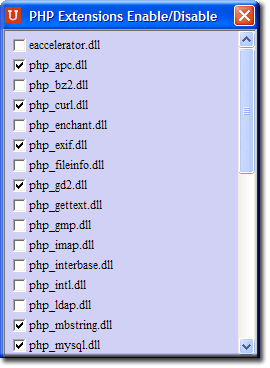 U PHP Extensions Enable/Disable
eaccelerator.dll
php_apc.dll
php_bz2.dll
php_curl.dll
php_enchant.dll
php_exif.dll
php_fileinfo.dll
php_gd2.dll
php_gettext.dll
php_gmp.dll
php_imap.dll
php_interbase.dll
php_intl.dll
php_ldap.dll
php_mbstring.dll
php_mysql.dll